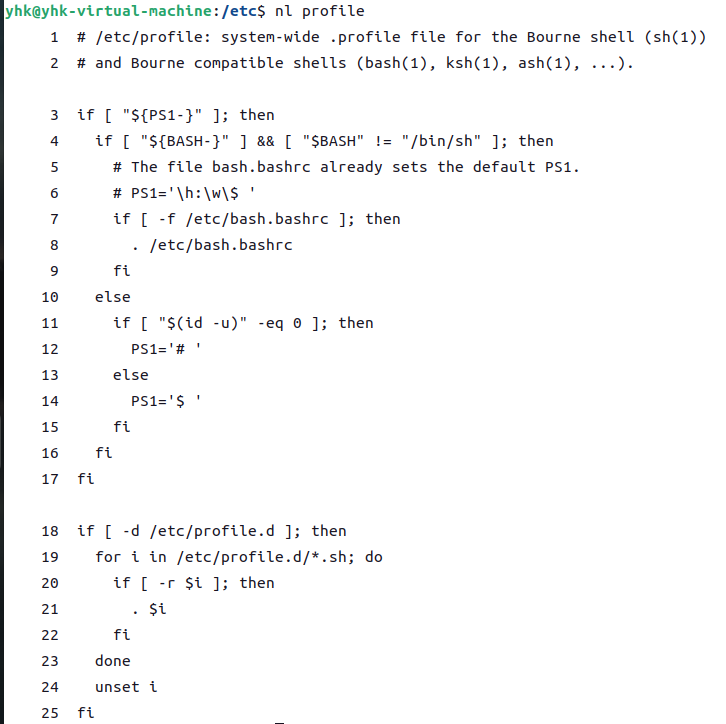 yhk@yhk-virtual-machine:/etc$ nl profile
     1  # /etc/profile: system-wide .profile file for the Bourne shell (sh(1))
     2  # and Bourne compatible shells (bash(1), ksh(1), ash(1), ...).

     3  if [ "${PS1-}" ]; then
     4    if [ "${BASH-}" ] && [ "$BASH" != "/bin/sh" ]; then
     5      # The file bash.bashrc already sets the default PS1.
     6      # PS1='\h:\w\$ '
     7      if [ -f /etc/bash.bashrc ]; then
     8        . /etc/bash.bashrc
     9      fi
    10    else
    11      if [ "$(id -u)" -eq 0 ]; then
    12        PS1='# '
    13      else
    14        PS1='$ '
    15      fi
    16    fi
    17  fi

    18  if [ -d /etc/profile.d ]; then
    19    for i in /etc/profile.d/*.sh; do
    20      if [ -r $i ]; then
    21        . $i
    22      fi
    23    done
    24    unset i
    25  fi